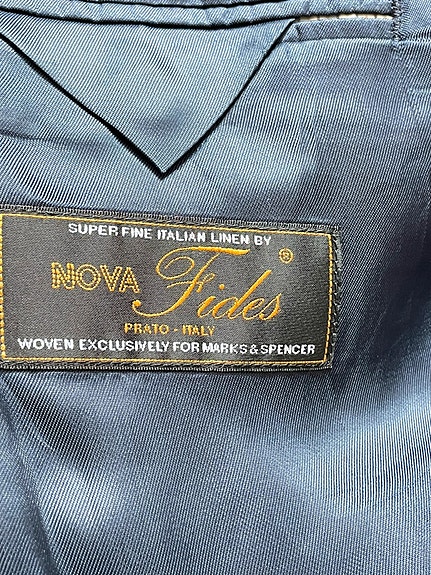 SUPER FINE ITALIAN LINEN BY
NOVA Fides ®
PRATO - ITALY
WOVEN EXCLUSIVELY FOR MARKS & SPENCER